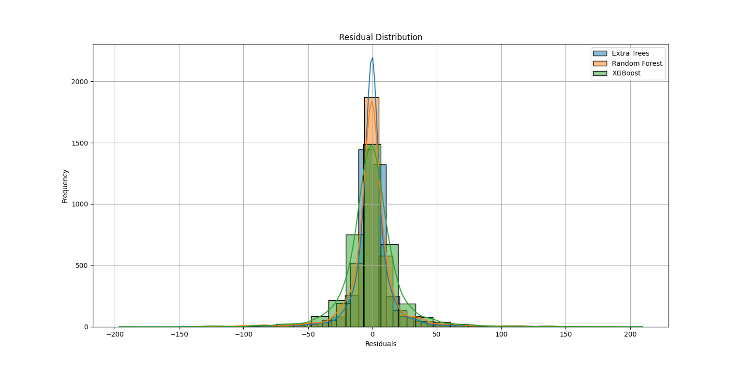 Residual Distribution
Extra Trees
Random Forest
XGBoost
Frequency
2000
1500
1000
500
0
−200
−150
−100
−50
0
50
100
150
200
Residuals